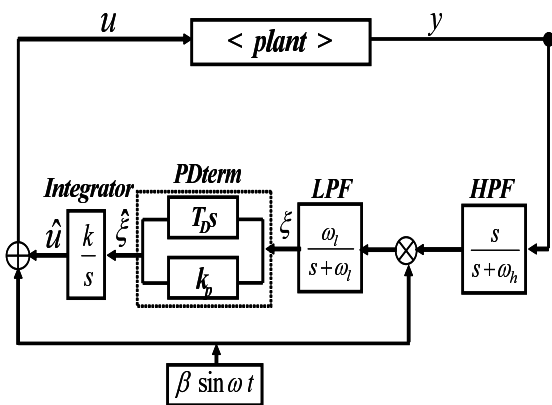 u
< plant >
y
PDterm
LPF
HPF
Integrator
T_D s
ξ̂
ξ
û
k/s
k_p
ω_l/(s+ω_l)
⊗
s/(s+ω_h)
β sin ω t